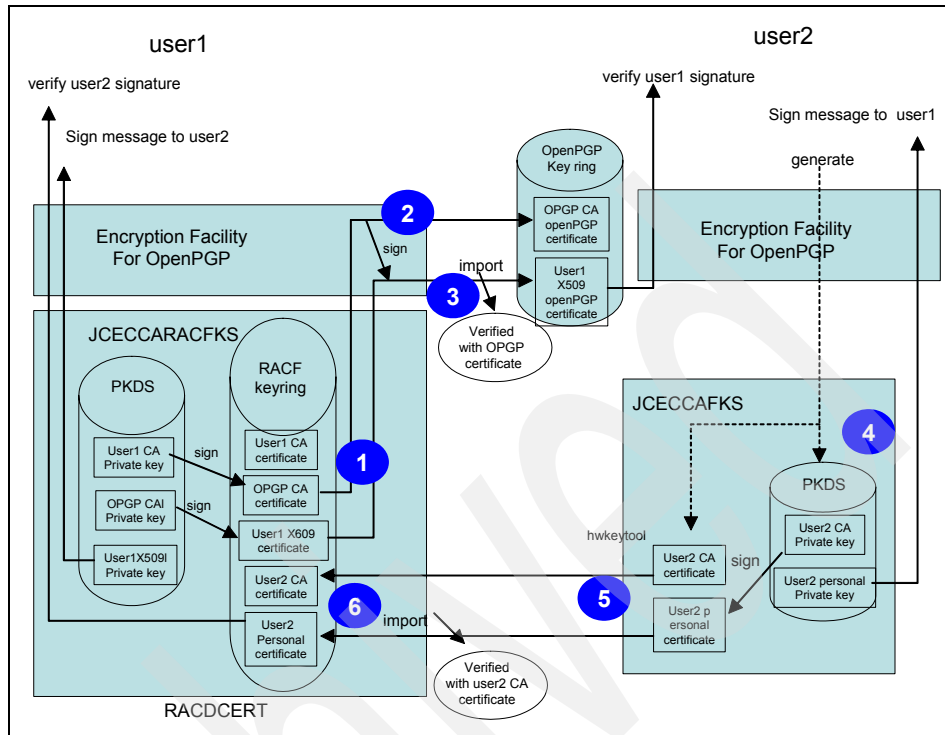 user1
user2
verify user2 signature
verify user1 signature
Sign message to user2
Sign message to user1
OpenPGP
Key ring
generate
2
Encryption Facility
For OpenPGP
sign
OPGP CA
openPGP
certificate
Encryption Facility
For OpenPGP
import
3
User1
X509
openPGP
certificate
Verified
with OPGP
certificate
JCECCARACFKS
PKDS
RACF
keyring
JCECCAFKS
4
User1 CA
Private key
sign
User1 CA
certificate
1
OPGP CA
certificate
PKDS
OPGP CAI
Private key
sign
User1 X609
certificate
hwkeytool
User2 CA
Private key
User1X509I
Private key
User2 CA
certificate
User2 CA
certificate
sign
User2 personal
Private key
5
6
import
User2
Personal
certificate
User2 p
ersonal
certificate
Verified
with user2 CA
certificate
RACDCERT